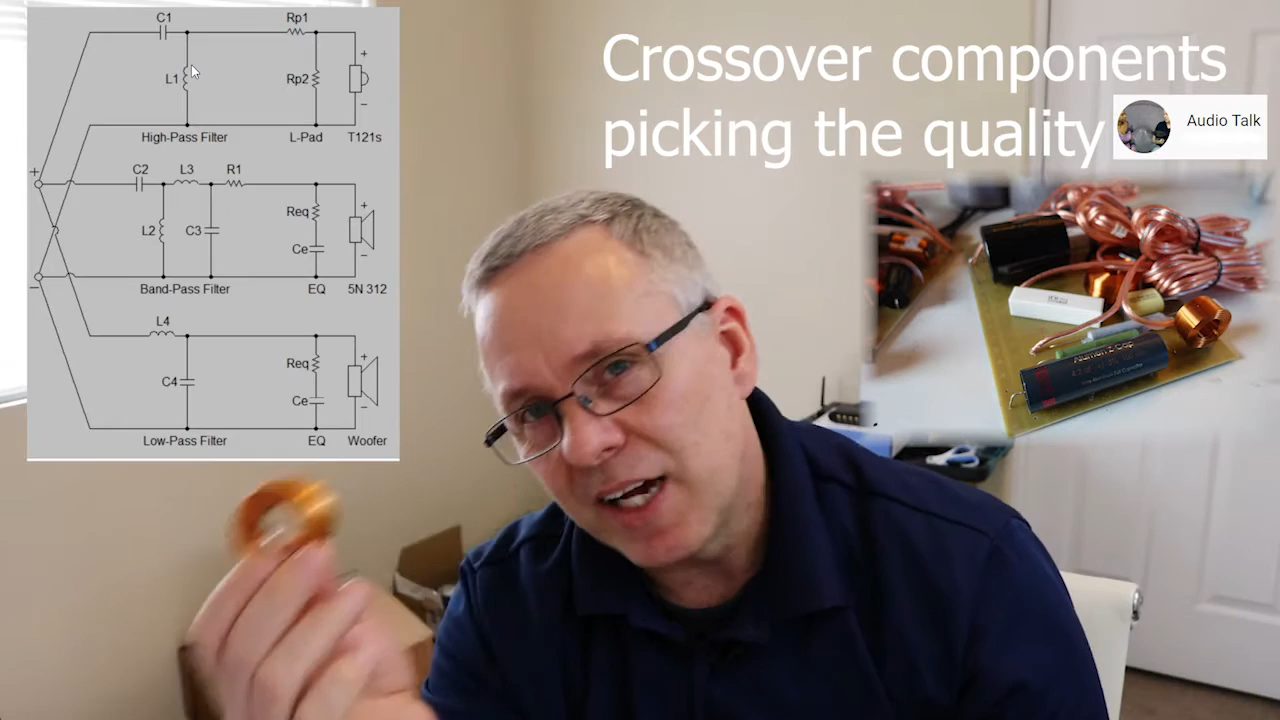 C1
Rp1
L1
Rp2
High-Pass Filter
L-Pad
T121s
C2
L3
R1
L2
C3
Req
Ce
Band-Pass Filter
EQ
5N 312
L4
C4
Req
Ce
Low-Pass Filter
EQ
Woofer
Crossover components
picking the quality
Audio Talk